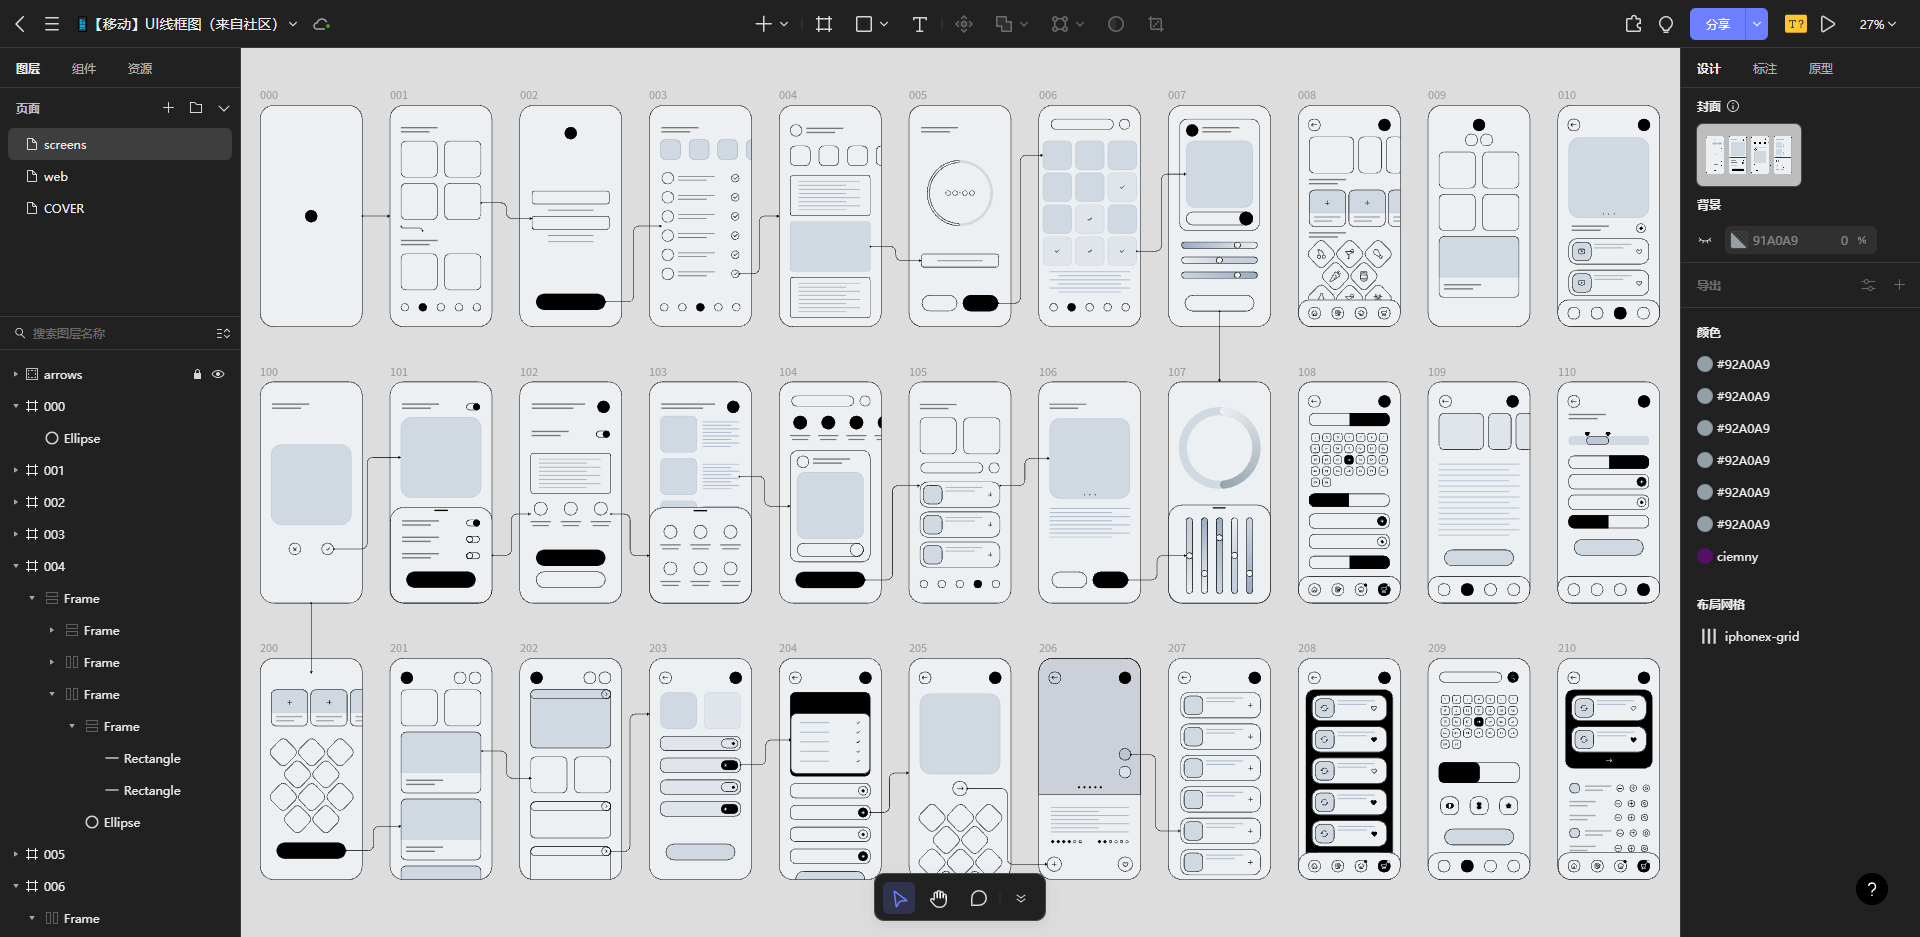 【移动】UI线框图（来自社区）
T?
分享
27%
图层 组件 资源
页面
screens
web
COVER
搜索图层名称
arrows
000
Ellipse
001
002
003
004
Frame
Frame
Frame
Frame
Frame
Rectangle
Rectangle
Ellipse
005
006
Frame
000 001 002 003 004 005 006 007 008 009 010
00:00
100 101 102 103 104 105 106 107 108 109 110
200 201 202 203 204 205 206 207 208 209 210
设计 标注 原型
封面
背景
91A0A9 0 %
导出
颜色
#92A0A9
#92A0A9
#92A0A9
#92A0A9
#92A0A9
#92A0A9
ciemny
布局网格
iphonex-grid
?